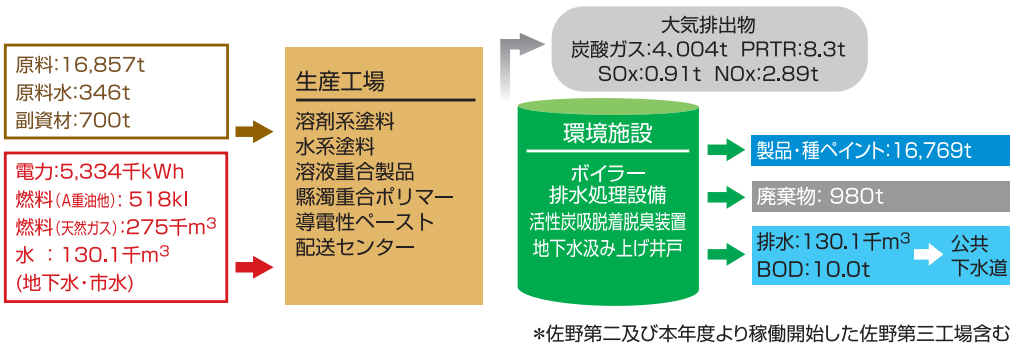 原料:16,857t
原料水:346t
副資材:700t
電力:5,334千kWh
燃料(A重油他): 518kl
燃料(天然ガス):275千m³
水 : 130.1千m³
(地下水・市水)
生産工場
溶剤系塗料
水系塗料
溶液重合製品
懸濁重合ポリマー
導電性ペースト
配送センター
大気排出物
炭酸ガス:4.004t PRTR:8.3t
SOx:0.91t NOx:2.89t
環境施設
ボイラー
排水処理設備
活性炭吸脱着脱臭装置
地下水汲み上げ井戸
製品・種ペイント:16,769t
廃棄物: 980t
排水:130.1千m³
BOD:10.0t
公共
下水道
*佐野第二及び本年度より稼働開始した佐野第三工場含む